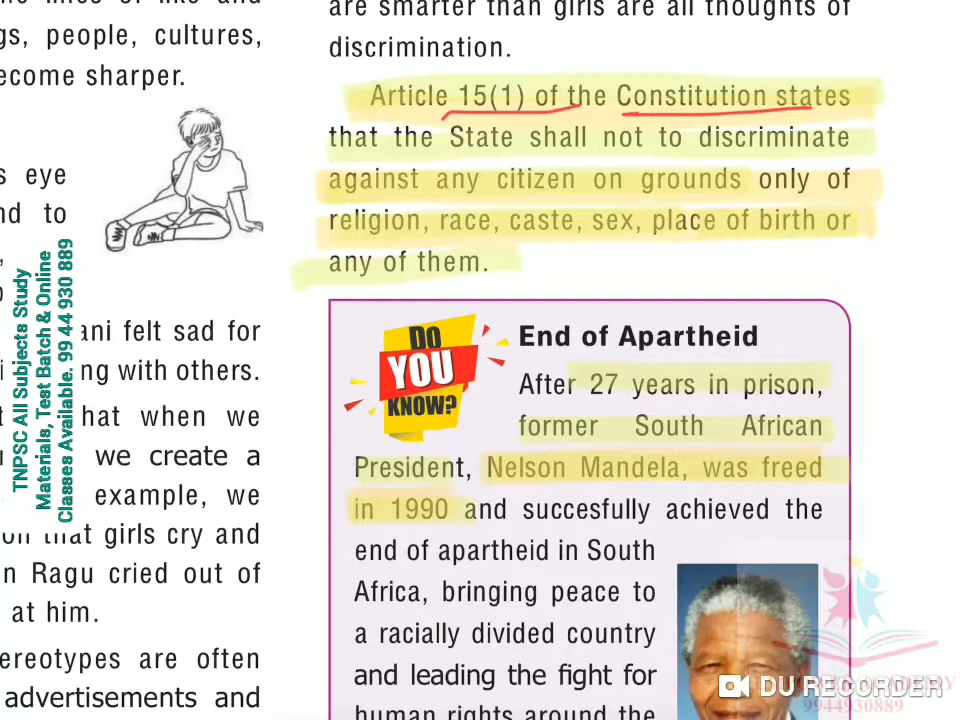 gs, people, cultures,
ecome sharper.
s eye
nd to
ani felt sad for
ng with others.
hat when we
we create a
example, we
that girls cry and
n Ragu cried out of
at him.
ereotypes are often
advertisements and
TNPSC All Subjects Study
Materials, Test Batch & Online
Classes Available. 99 44 930 889
are smarter than girls are all thoughts of
discrimination.
Article 15(1) of the Constitution states
that the State shall not to discriminate
against any citizen on grounds only of
religion, race, caste, sex, place of birth or
any of them.
DO
YOU
KNOW?
End of Apartheid
After 27 years in prison,
former South African
President, Nelson Mandela, was freed
in 1990 and succesfully achieved the
end of apartheid in South
Africa, bringing peace to
a racially divided country
and leading the fight for
human rights around the
DU RECORDER
9944930889